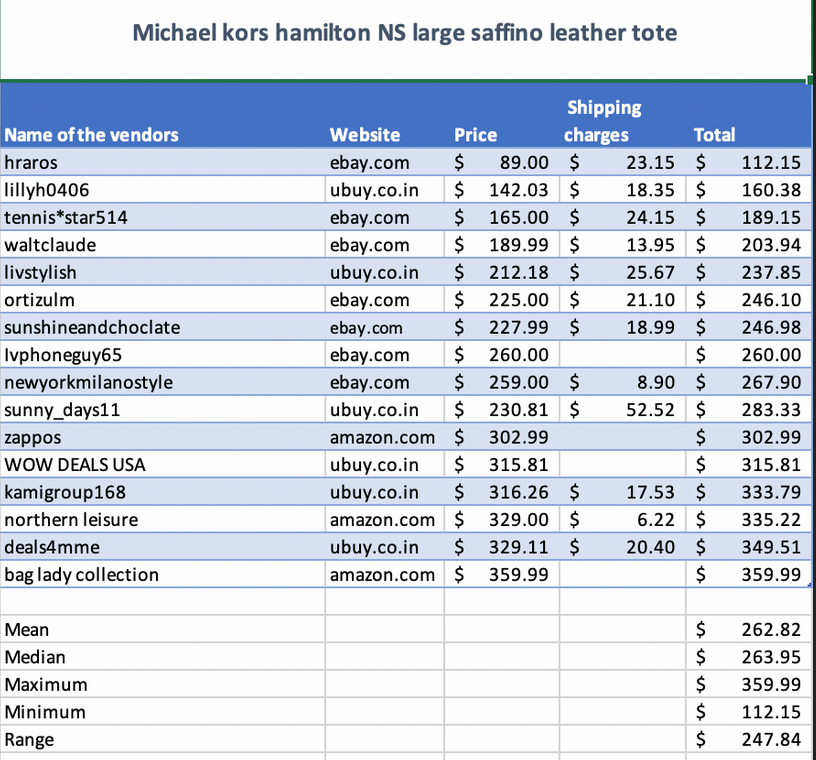 Michael kors hamilton NS large saffino leather tote
Shipping
Name of the vendors Website Price charges Total
hraros ebay.com $ 89.00 $ 23.15 $ 112.15
lillyh0406 ubuy.co.in $ 142.03 $ 18.35 $ 160.38
tennis*star514 ebay.com $ 165.00 $ 24.15 $ 189.15
waltclaude ebay.com $ 189.99 $ 13.95 $ 203.94
livstylish ubuy.co.in $ 212.18 $ 25.67 $ 237.85
ortizulm ebay.com $ 225.00 $ 21.10 $ 246.10
sunshineandchoclate ebay.com $ 227.99 $ 18.99 $ 246.98
lvphoneguy65 ebay.com $ 260.00 $ 260.00
newyorkmilanostyle ebay.com $ 259.00 $ 8.90 $ 267.90
sunny_days11 ubuy.co.in $ 230.81 $ 52.52 $ 283.33
zappos amazon.com $ 302.99 $ 302.99
WOW DEALS USA ubuy.co.in $ 315.81 $ 315.81
kamigroup168 ubuy.co.in $ 316.26 $ 17.53 $ 333.79
northern leisure amazon.com $ 329.00 $ 6.22 $ 335.22
deals4mme ubuy.co.in $ 329.11 $ 20.40 $ 349.51
bag lady collection amazon.com $ 359.99 $ 359.99
Mean $ 262.82
Median $ 263.95
Maximum $ 359.99
Minimum $ 112.15
Range $ 247.84